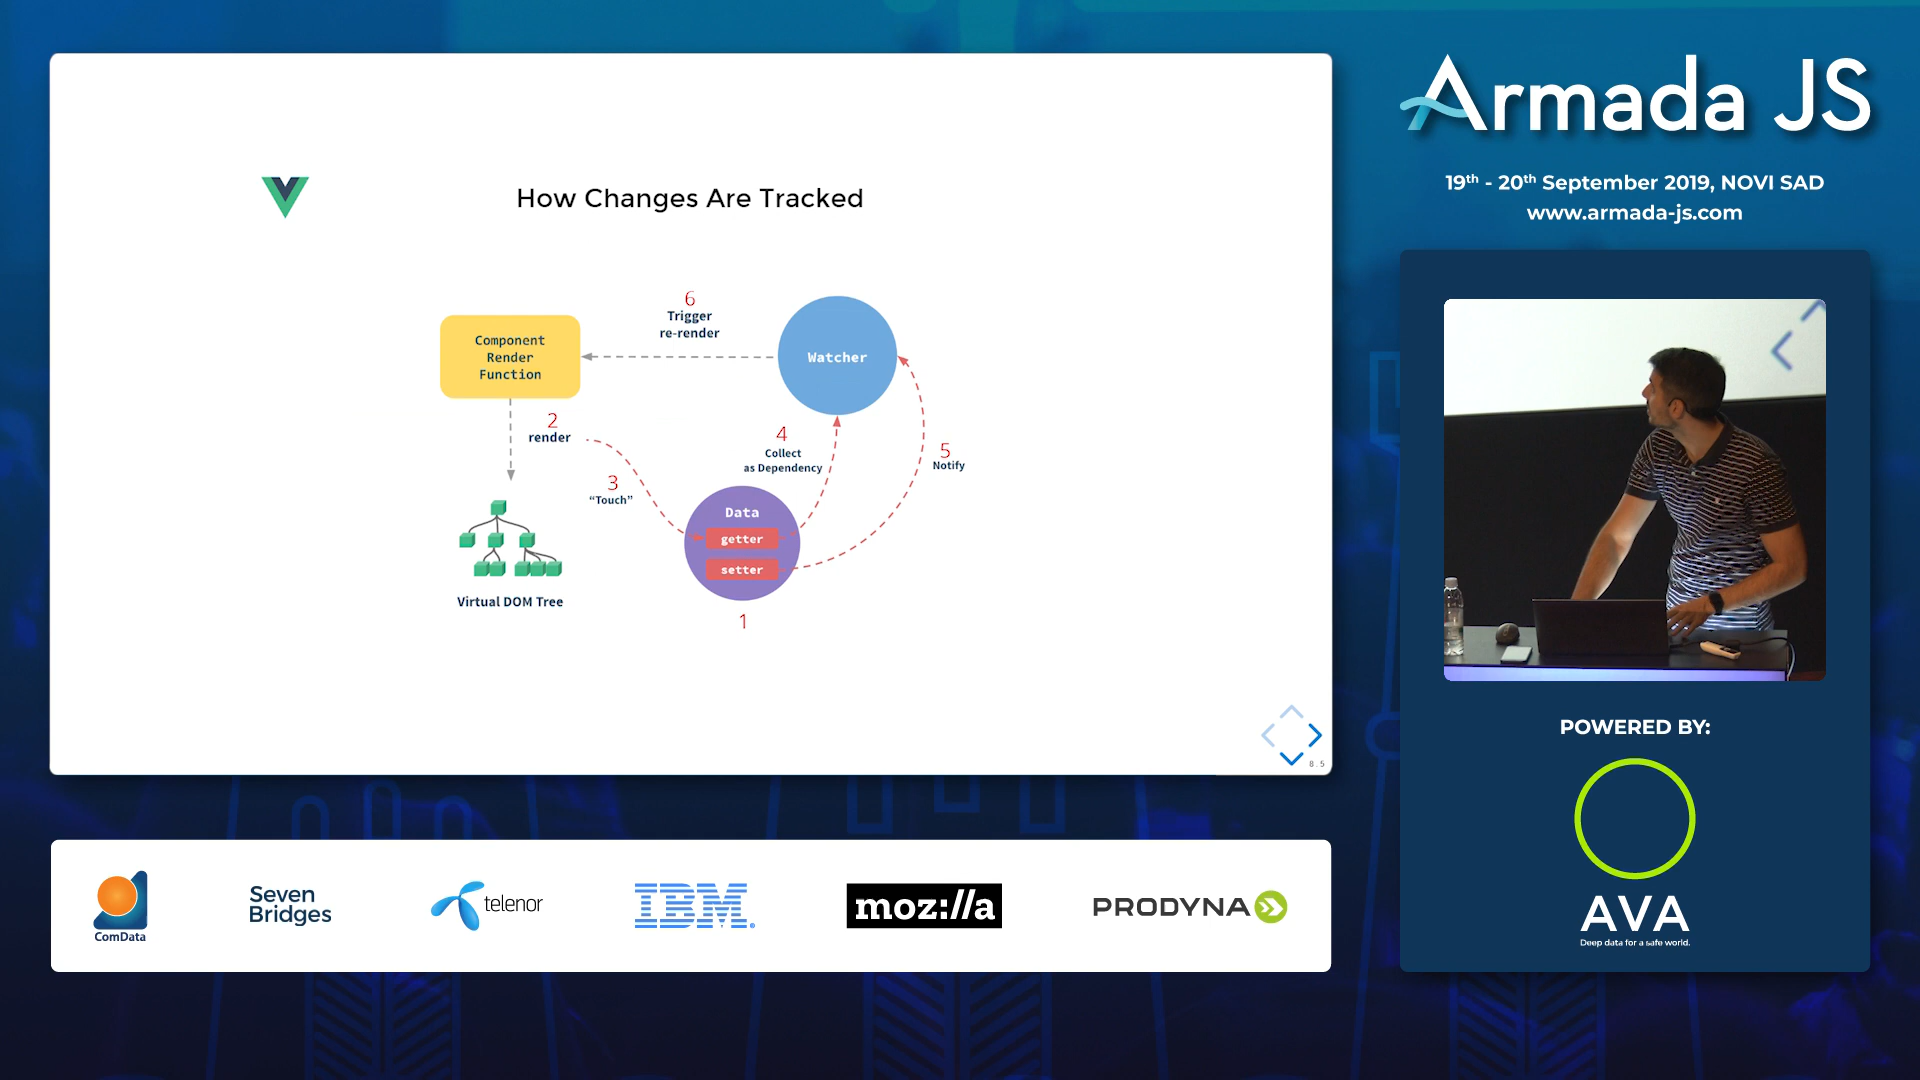 How Changes Are Tracked
6
Trigger
re-render
Component
Render
Function
Watcher
2
render
4
Collect
as Dependency
5
Notify
3
“Touch”
Data
getter
setter
Virtual DOM Tree
1
8.5
Armada JS
19th - 20th September 2019, NOVI SAD
www.armada-js.com
POWERED BY:
AVA
Deep data for a safe world.
ComData
Seven
Bridges
telenor
IBM
moz://a
PRODYNA